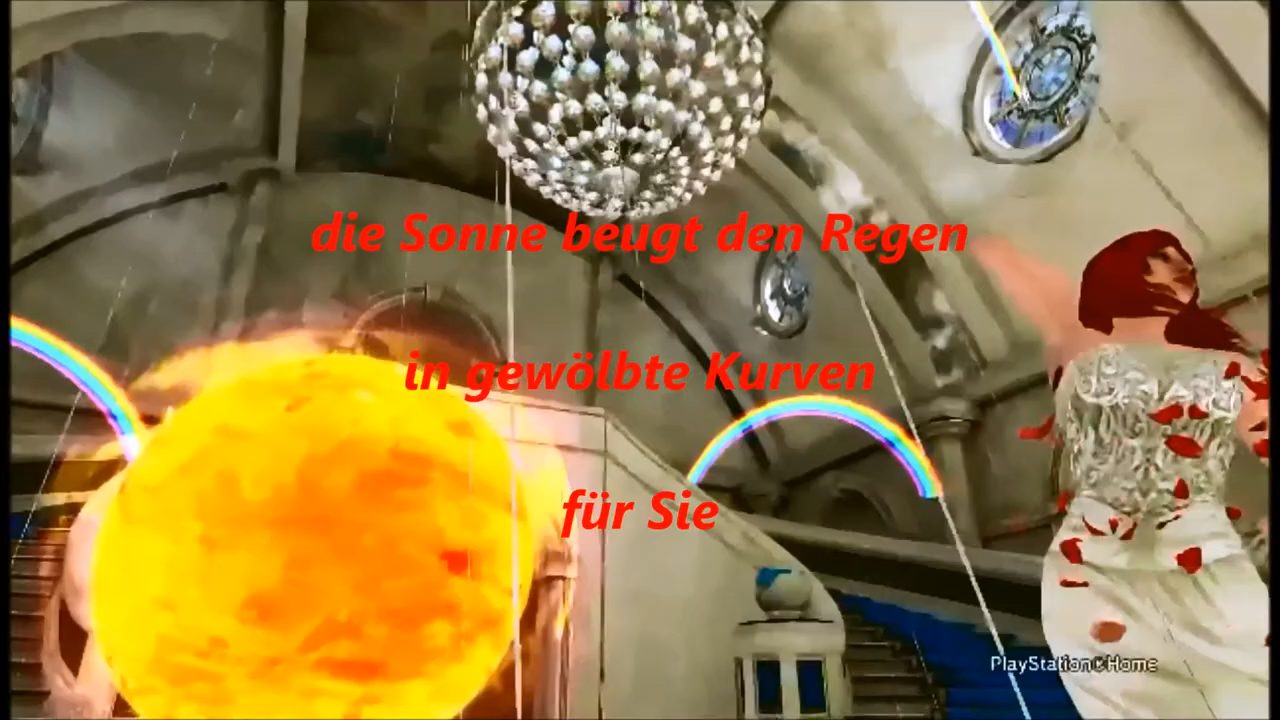 die Sonne beugt den Regen
in gewölbte Kurven
für Sie
PlayStation®Home